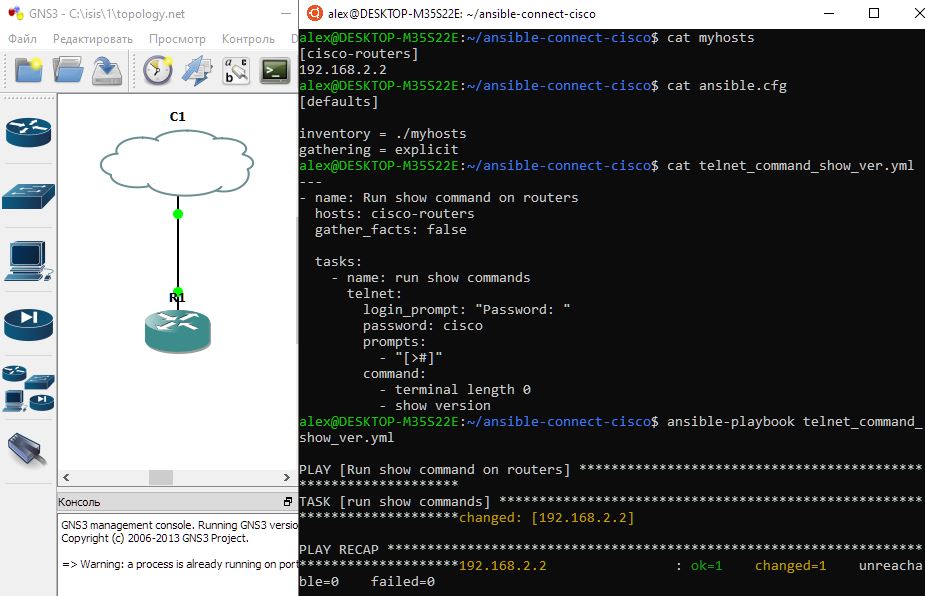 GNS3 - C:\isis\1\topology.net
Файл Редактировать Просмотр Контроль
C1
R1
Консоль
GNS3 management console. Running GNS3 versio
Copyright (c) 2006-2013 GNS3 Project.
=> Warning: a process is already running on port
alex@DESKTOP-M35S22E: ~/ansible-connect-cisco
alex@DESKTOP-M35S22E:~/ansible-connect-cisco$ cat myhosts
[cisco-routers]
192.168.2.2
alex@DESKTOP-M35S22E:~/ansible-connect-cisco$ cat ansible.cfg
[defaults]
inventory = ./myhosts
gathering = explicit
alex@DESKTOP-M35S22E:~/ansible-connect-cisco$ cat telnet_command_show_ver.yml
---
- name: Run show command on routers
  hosts: cisco-routers
  gather_facts: false
  tasks:
    - name: run show commands
      telnet:
        login_prompt: "Password: "
        password: cisco
        prompts:
          - "[>#]"
        command:
          - terminal length 0
          - show version
alex@DESKTOP-M35S22E:~/ansible-connect-cisco$ ansible-playbook telnet_command_
show_ver.yml
PLAY [Run show command on routers] *******************************************
********************
TASK [run show commands] *****************************************************
********************changed: [192.168.2.2]
PLAY RECAP *******************************************************************
********************192.168.2.2                : ok=1    changed=1    unreacha
ble=0    failed=0